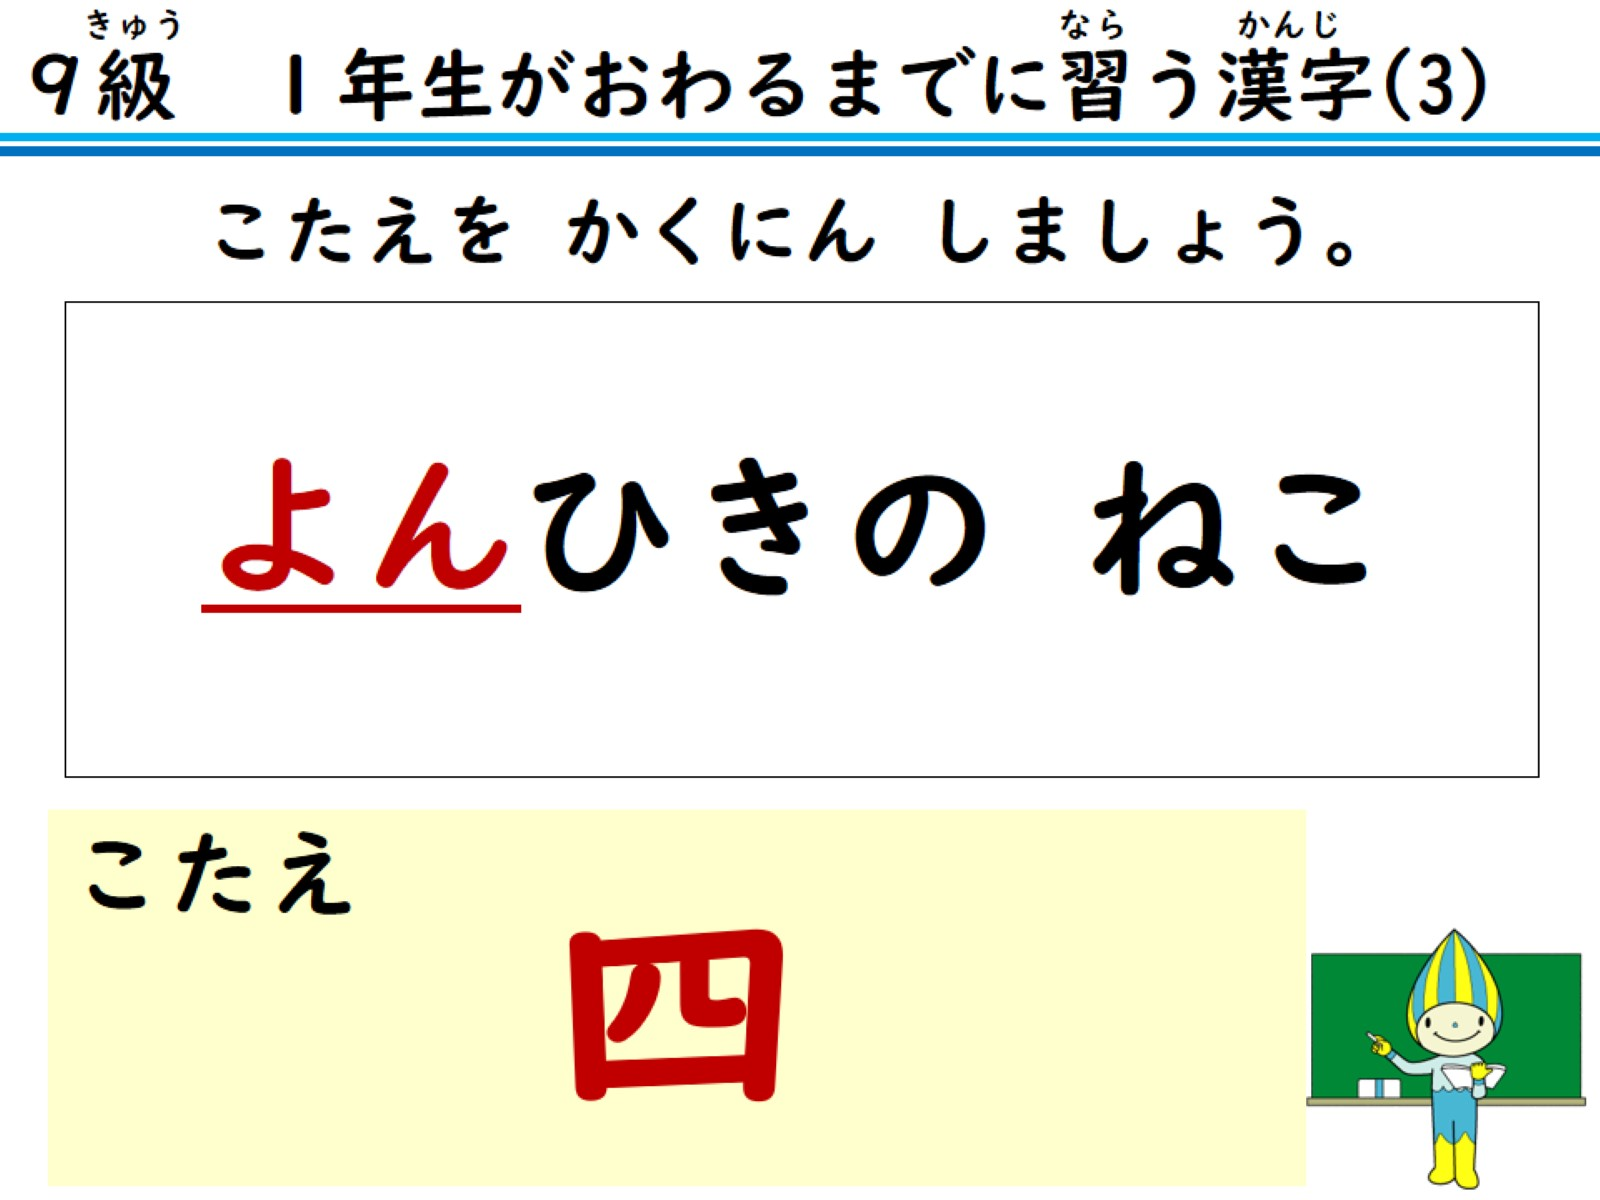 きゅう なら かんじ
9級 1年生がおわるまでに習う漢字(3)
こたえを かくにん しましょう。
よんひきの ねこ
こたえ
四